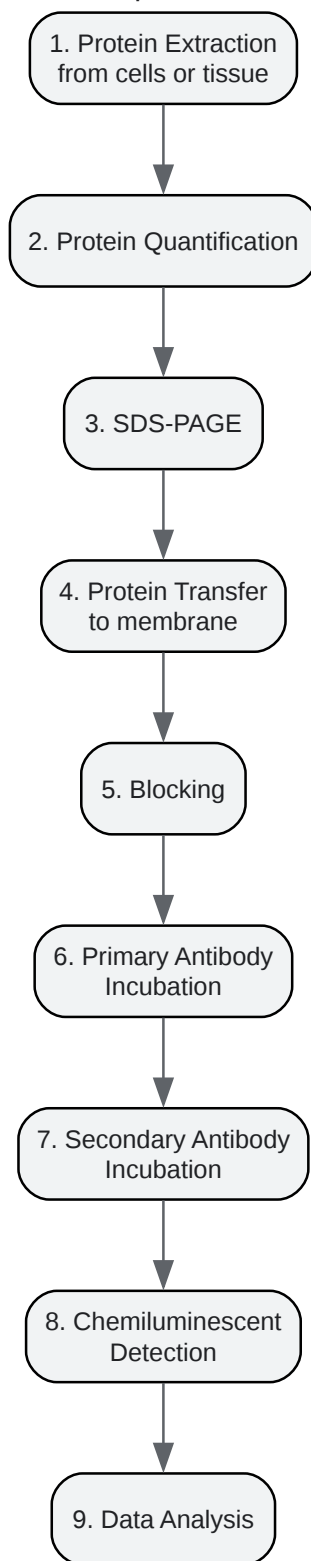 1. Protein Extraction
from cells or tissue
2. Protein Quantification
3. SDS-PAGE
4. Protein Transfer
to membrane
5. Blocking
6. Primary Antibody
Incubation
7. Secondary Antibody
Incubation
8. Chemiluminescent
Detection
9. Data Analysis